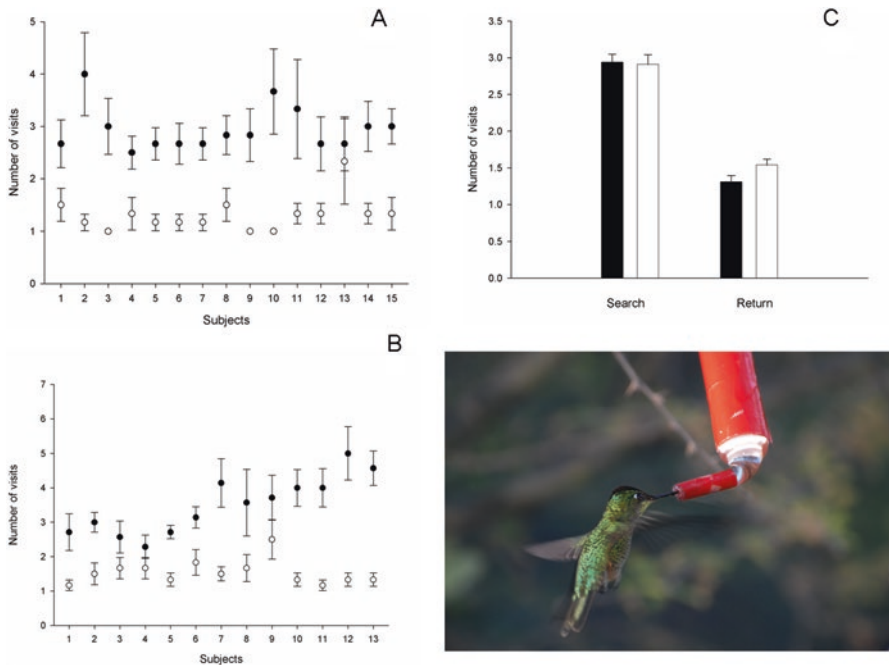 A
Number of visits
5
4
3
2
1
0
1 2 3 4 5 6 7 8 9 10 11 12 13 14 15
Subjects
C
Number of visits
3.5
3.0
2.5
2.0
1.5
1.0
0.5
0.0
Search Return
B
Number of visits
7
6
5
4
3
2
1
0
1 2 3 4 5 6 7 8 9 10 11 12 13
Subjects